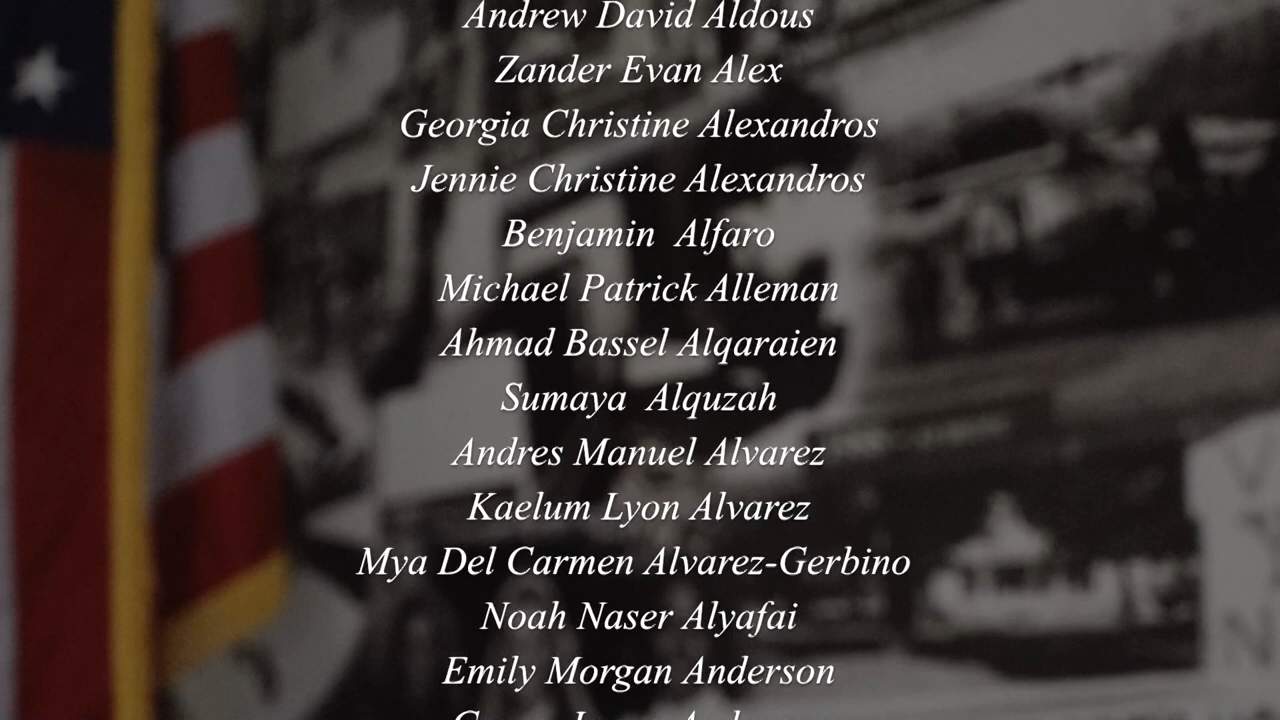 Andrew David Aldous
Zander Evan Alex
Georgia Christine Alexandros
Jennie Christine Alexandros
Benjamin Alfaro
Michael Patrick Alleman
Ahmad Bassel Alqaraien
Sumaya Alquzah
Andres Manuel Alvarez
Kaelum Lyon Alvarez
Mya Del Carmen Alvarez-Gerbino
Noah Naser Alyafai
Emily Morgan Anderson